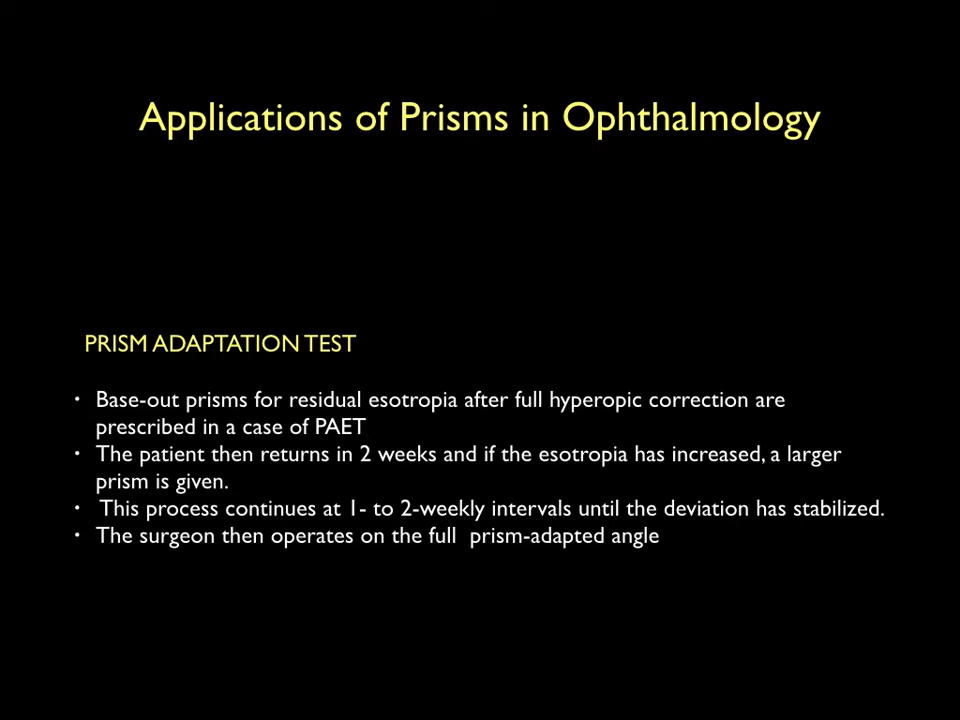 Applications of Prisms in Ophthalmology
PRISM ADAPTATION TEST
• Base-out prisms for residual esotropia after full hyperopic correction are
prescribed in a case of PAET
• The patient then returns in 2 weeks and if the esotropia has increased, a larger
prism is given.
• This process continues at 1- to 2-weekly intervals until the deviation has stabilized.
• The surgeon then operates on the full prism-adapted angle